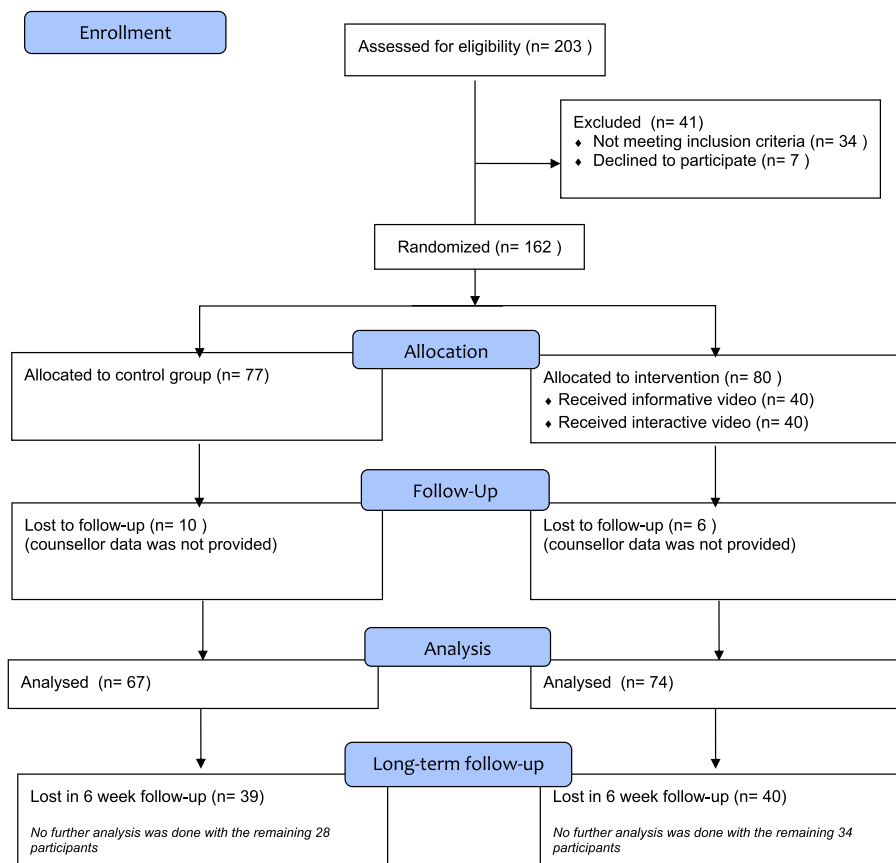 Enrollment
Assessed for eligibility (n= 203 )
Excluded (n= 41)
♦ Not meeting inclusion criteria (n= 34 )
♦ Declined to participate (n= 7 )
Randomized (n= 162 )
Allocation
Allocated to control group (n= 77)
Allocated to intervention (n= 80 )
♦ Received informative video (n= 40)
♦ Received interactive video (n= 40)
Follow-Up
Lost to follow-up (n= 10 )
(counsellor data was not provided)
Lost to follow-up (n= 6 )
(counsellor data was not provided)
Analysis
Analysed (n= 67)
Analysed (n= 74)
Long-term follow-up
Lost in 6 week follow-up (n= 39)
No further analysis was done with the remaining 28
participants
Lost in 6 week follow-up (n= 40)
No further analysis was done with the remaining 34
participants